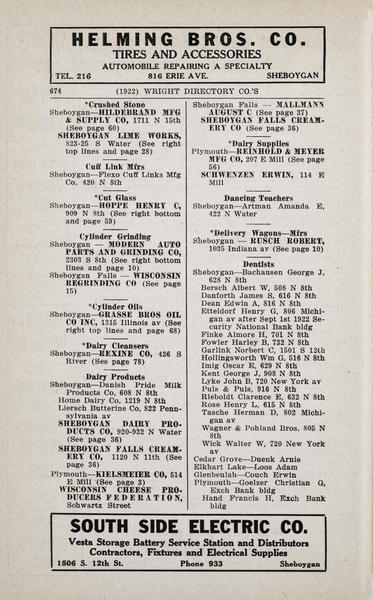 HELMING BROS. CO.
TIRES AND ACCESSORIES
AUTOMOBILE REPAIRING A SPECIALTY
TEL. 216 816 ERIE AVE. SHEBOYGAN
674 (1922) WRIGHT DIRECTORY CO.'S
*Crushed Stone
Sheboygan—HILDEBRAND MFG
& SUPPLY CO, 1711 N 15th
(See page 60)
SHEBOYGAN LIME WORKS,
823-25 S Water (See right
top lines and page 28)
Cuff Link Mfrs
Sheboygan—Flexo Cuff Links Mfg
Co, 420 N 8th
*Cut Glass
Sheboygan—HOPPE HENRY C,
909 N 8th (See right bottom
and page 59)
Cylinder Grinding
Sheboygan — MODERN AUTO
PARTS AND GRINDING CO,
2303 S 8th (See right bottom
lines and page 10)
Sheboygan Falls — WISCONSIN
REGRINDING CO (See page
15)
*Cylinder Oils
Sheboygan—GRASSE BROS OIL
CO INC, 1315 Illinois av (See
right top lines and page 68)
*Dairy Cleansers
Sheboygan—REXINE CO, 426 S
River (See page 78)
Dairy Products
Sheboygan—Danish Pride Milk
Products Co, 608 N 8th
Home Dairy Co, 1219 N 8th
Liersch Butterine Co, 822 Penn-
sylvania av
SHEBOYGAN DAIRY PRO-
DUCTS CO, 920-932 N Water
(See page 36)
SHEBOYGAN FALLS CREAM-
ERY CO, 1120 N 11th (See
page 36)
Plymouth—KIELSMEIER CO, 514
E Mill (See page 3)
WISCONSIN CHEESE PRO-
DUCERS FEDERATION,
Schwartz Street
Sheboygan Falls — MALLMANN
AUGUST C (See page 37)
SHEBOYGAN FALLS CREAM-
ERY CO (See page 36)
*Dairy Supplies
Plymouth—REINHOLD & MEYER
MFG CO, 207 E Mill (See page
56)
SCHWENZEN ERWIN, 114 E
Mill
Dancing Teachers
Sheboygan—Artman Amanda E,
422 N Water
*Delivery Wagons—Mfrs
Sheboygan — RUSCH ROBERT,
1035 Indiana av (See page 10)
Dentists
Sheboygan—Bachausen George J,
628 N 8th
Bersch Albert W, 508 N 8th
Danforth James S, 616 N 8th
Dean Edwin A, 816 N 8th
Etteldorf Henry G, 806 Michi-
gan av after Sept 1st 1922 Se-
curity National Bank bldg
Finke Almore H, 701 N 8th
Fowler Harley B, 732 N 8th
Garlink Norbert C, 1501 S 12th
Hollingsworth Wm G, 516 N 8th
Imig Oscar E, 629 N 8th
Kent George J, 908 N 8th
Lyke John B, 720 New York av
Puls & Puls, 916 N 8th
Rieboldt Clarence E, 632 N 8th
Rose Henry L, 615 N 8th
Tasche Herman D, 802 Michi-
gan av
Wagner & Pohland Bros, 805 N
8th
Wick Walter W, 720 New York
av
Cedar Grove—Duenk Arnie
Elkhart Lake—Loos Adam
Glenbeulah—Couch Erwin
Plymouth—Goelzer Christian G,
Exch Bank bldg
Hand Francis H, Exch Bank
bldg
SOUTH SIDE ELECTRIC CO.
Vesta Storage Battery Service Station and Distributors
Contractors, Fixtures and Electrical Supplies
1506 S. 12th St. Phone 933 Sheboygan